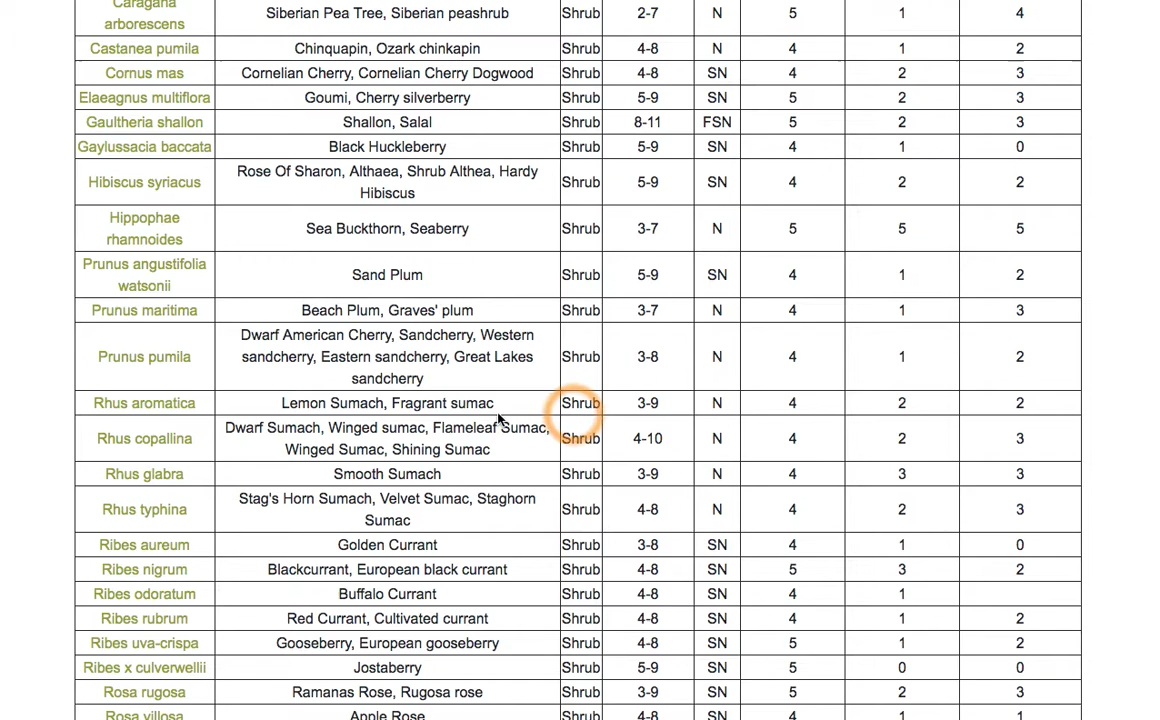 Caragana
arborescens Siberian Pea Tree, Siberian peashrub Shrub 2-7 N 5 1 4
Castanea pumila Chinquapin, Ozark chinkapin Shrub 4-8 N 4 1 2
Cornus mas Cornelian Cherry, Cornelian Cherry Dogwood Shrub 4-8 SN 4 2 3
Elaeagnus multiflora Goumi, Cherry silverberry Shrub 5-9 SN 5 2 3
Gaultheria shallon Shallon, Salal Shrub 8-11 FSN 5 2 3
Gaylussacia baccata Black Huckleberry Shrub 5-9 SN 4 1 0
Hibiscus syriacus Rose Of Sharon, Althaea, Shrub Althea, Hardy
Hibiscus Shrub 5-9 SN 4 2 2
Hippophae
rhamnoides Sea Buckthorn, Seaberry Shrub 3-7 N 5 5 5
Prunus angustifolia
watsonii Sand Plum Shrub 5-9 SN 4 1 2
Prunus maritima Beach Plum, Graves' plum Shrub 3-7 N 4 1 3
Prunus pumila Dwarf American Cherry, Sandcherry, Western
sandcherry, Eastern sandcherry, Great Lakes
sandcherry Shrub 3-8 N 4 1 2
Rhus aromatica Lemon Sumach, Fragrant sumac Shrub 3-9 N 4 2 2
Rhus copallina Dwarf Sumach, Winged sumac, Flameleaf Sumac,
Winged Sumac, Shining Sumac Shrub 4-10 N 4 2 3
Rhus glabra Smooth Sumach Shrub 3-9 N 4 3 3
Rhus typhina Stag's Horn Sumach, Velvet Sumac, Staghorn
Sumac Shrub 4-8 N 4 2 3
Ribes aureum Golden Currant Shrub 3-8 SN 4 1 0
Ribes nigrum Blackcurrant, European black currant Shrub 4-8 SN 5 3 2
Ribes odoratum Buffalo Currant Shrub 4-8 SN 4 1
Ribes rubrum Red Currant, Cultivated currant Shrub 4-8 SN 4 1 2
Ribes uva-crispa Gooseberry, European gooseberry Shrub 4-8 SN 5 1 2
Ribes x culverwellii Jostaberry Shrub 5-9 SN 5 0 0
Rosa rugosa Ramanas Rose, Rugosa rose Shrub 3-9 SN 5 2 3
Rosa villosa Apple Rose Shrub 4-8 SN 4 1 1